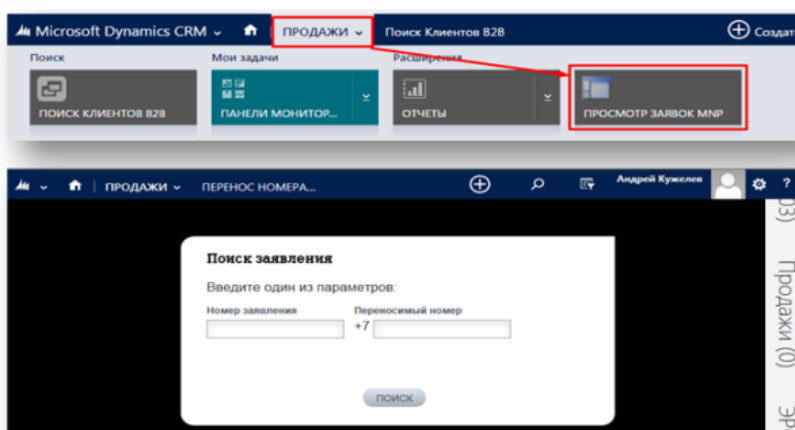 Microsoft Dynamics CRM ПРОДАЖИ Поиск Клиентов B2B Создат
Поиск Мои задачи Расширения
ПОИСК КЛИЕНТОВ B2B ПАНЕЛИ МОНИТОР... ОТЧЕТЫ ПРОСМОТР ЗАЯВОК MNP
ПРОДАЖИ ПЕРЕНОС НОМЕРА... Андрей Кужелев ?
Поиск заявления
Введите один из параметров:
Номер заявления Переносимый номер
+7
ПОИСК
03)
Продажи (0)
ЭР